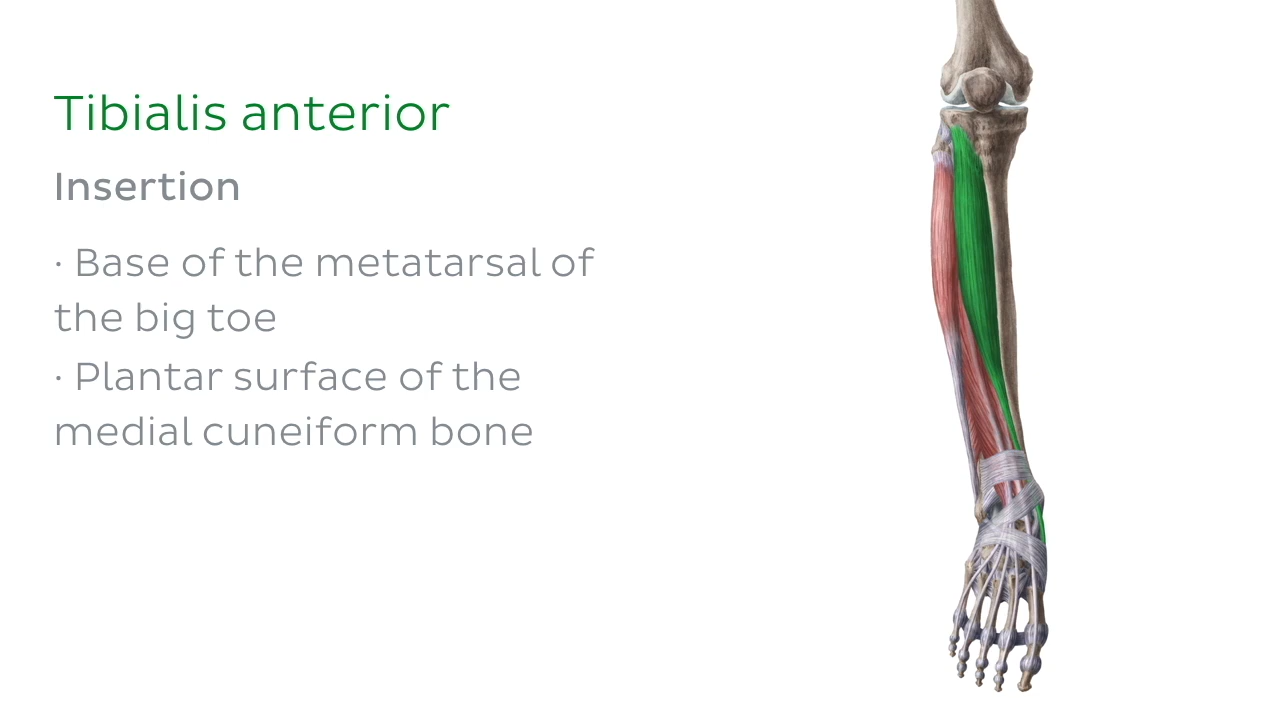 Tibialis anterior
Insertion
· Base of the metatarsal of
the big toe
· Plantar surface of the
medial cuneiform bone